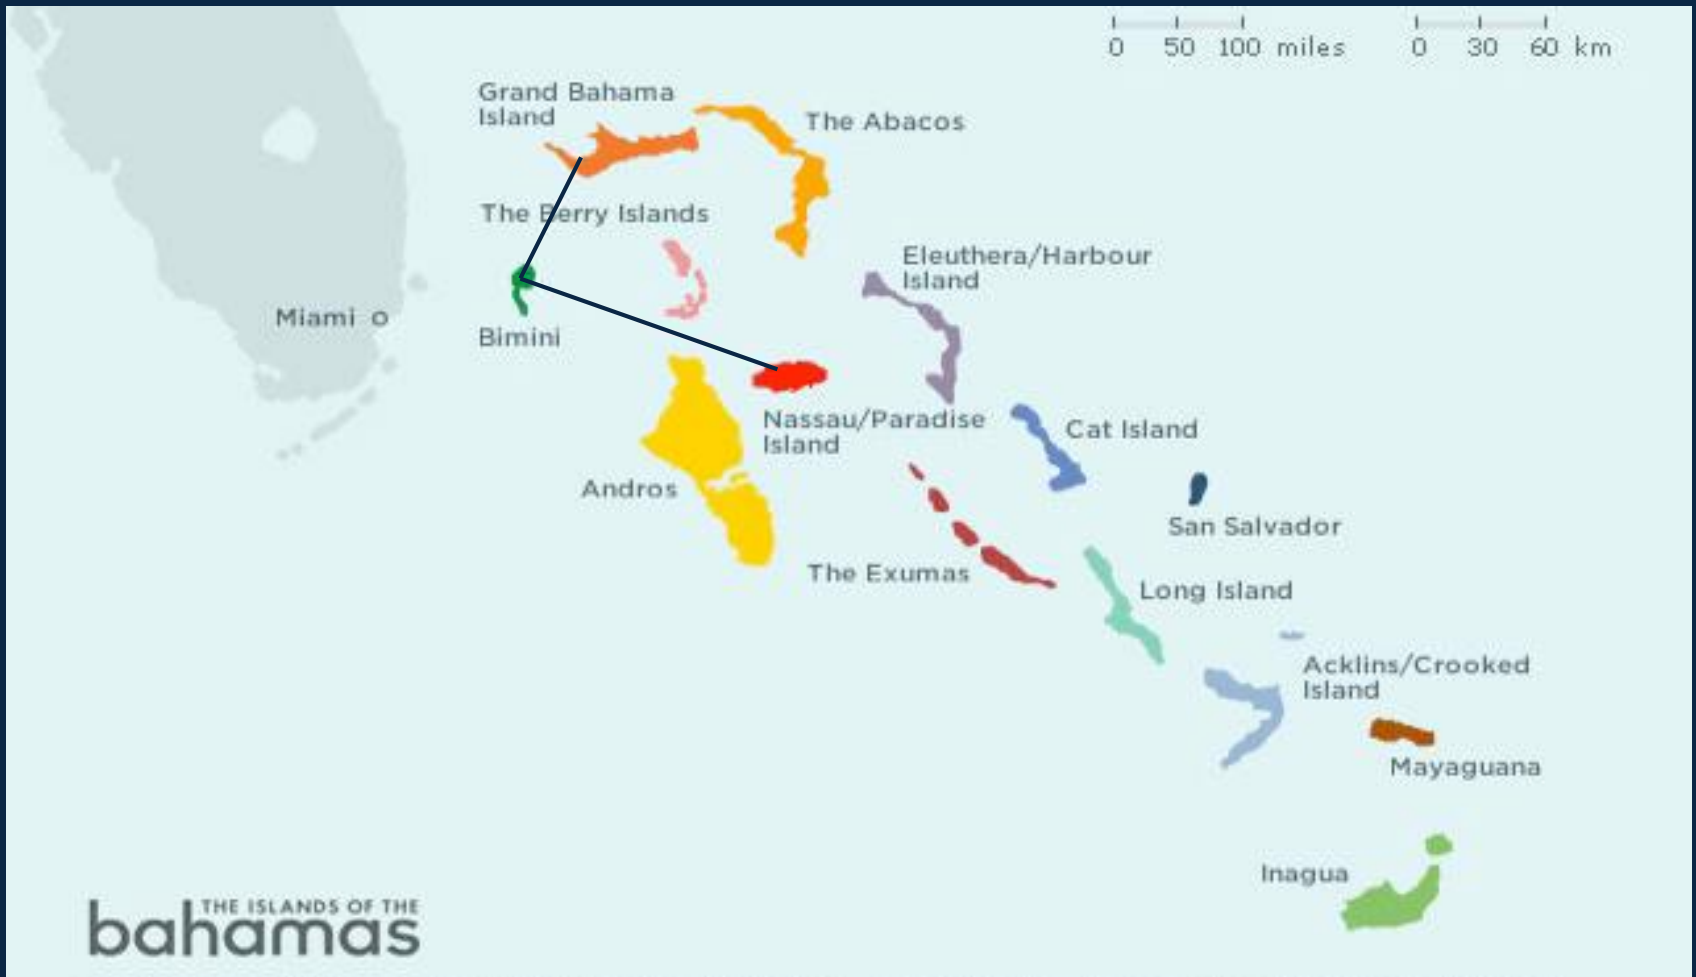 0 50 100 miles
0 30 60 km
Grand Bahama
Island
The Abacos
The Berry Islands
Eleuthera/Harbour
Island
Miami
Bimini
Nassau/Paradise
Island
Cat Island
Andros
San Salvador
The Exumas
Long Island
Acklins/Crooked
Island
Mayaguana
Inagua
THE ISLANDS OF THE
bahamas